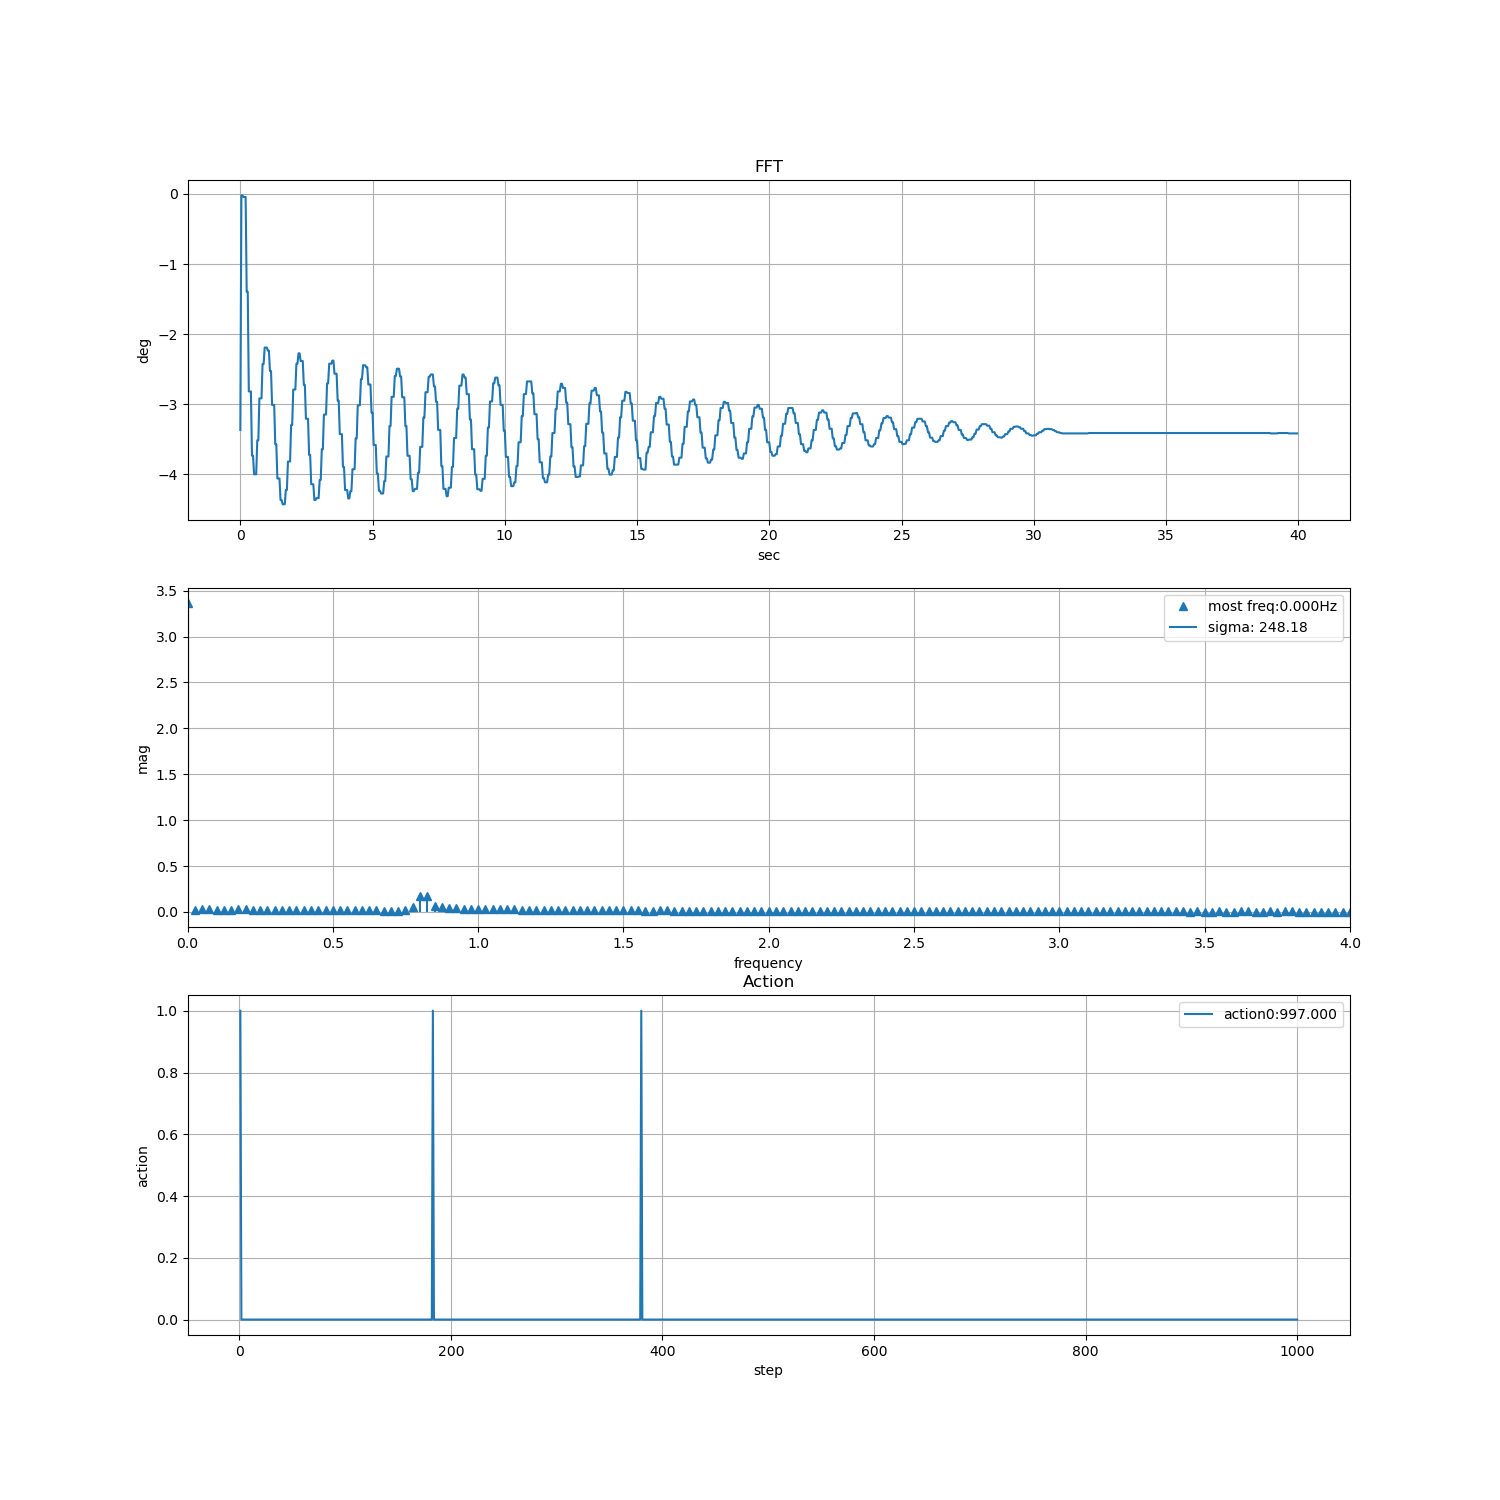 FFT
0
−1
−2
−3
−4
deg
0 5 10 15 20 25 30 35 40
sec
3.5
3.0
2.5
2.0
1.5
1.0
0.5
0.0
mag
most freq:0.000Hz
sigma: 248.18
0.0 0.5 1.0 1.5 2.0 2.5 3.0 3.5 4.0
frequency
Action
1.0
0.8
0.6
0.4
0.2
0.0
action
action0:997.000
0 200 400 600 800 1000
step